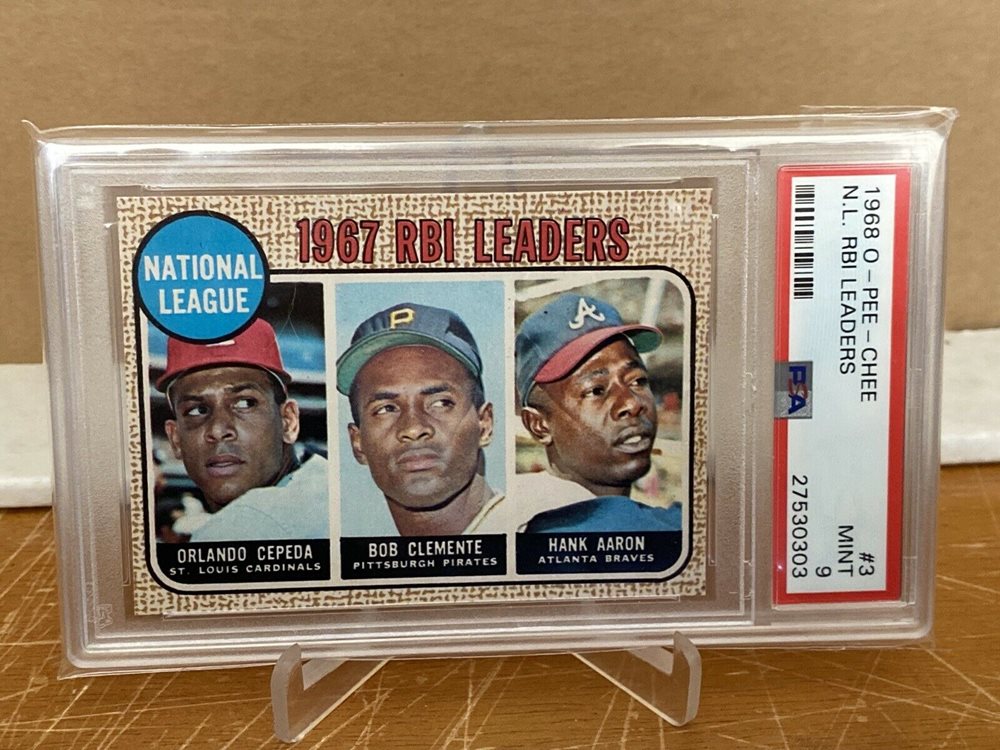 1967 RBI LEADERS
NATIONAL
LEAGUE
P
A
ORLANDO CEPEDA
ST. LOUIS CARDINALS
BOB CLEMENTE
PITTSBURGH PIRATES
HANK AARON
ATLANTA BRAVES
1968 O-PEE-CHEE #3
N.L. RBI LEADERS MINT
9
PSA
27530303